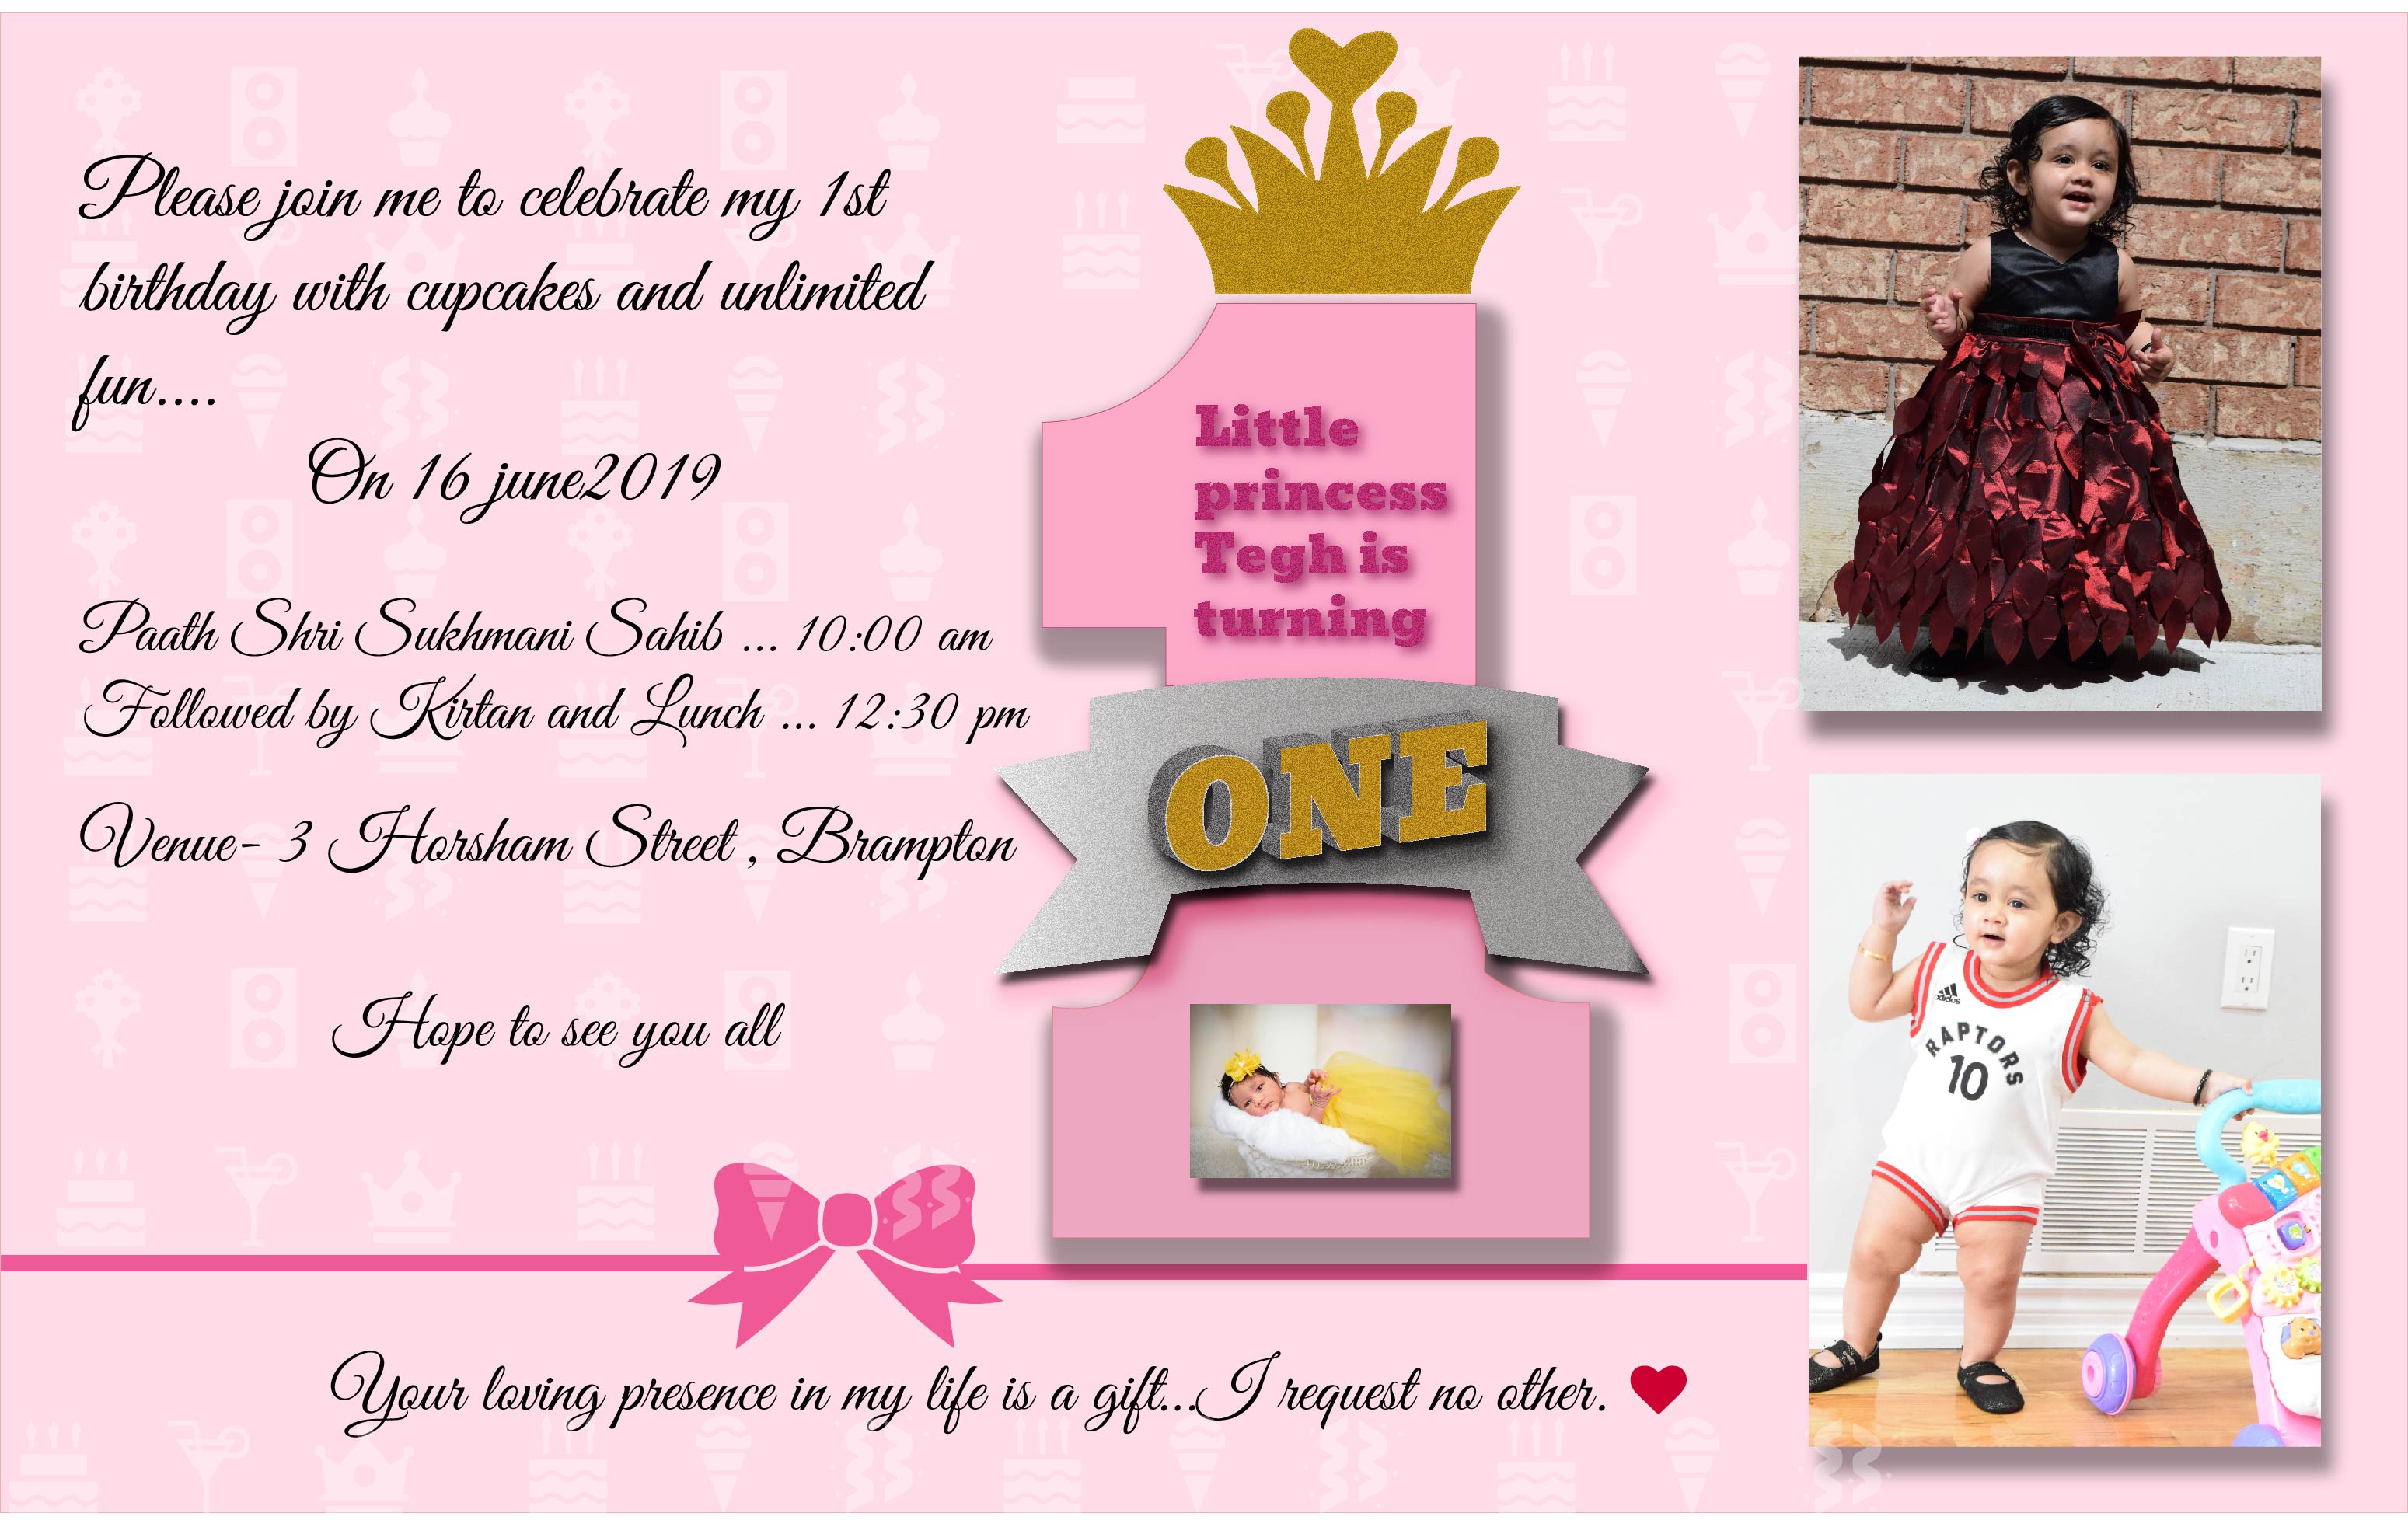 Please join me to celebrate my 1st
birthday with cupcakes and unlimited
fun....
On 16 june2019
Paath Shri Sukhmani Sahib ... 10:00 am
Followed by Kirtan and Lunch ... 12:30 pm
Venue- 3 Horsham Street , Brampton
Hope to see you all
Little
princess
Tegh is
turning
ONE
adidas
RAPTORS
10
Your loving presence in my life is a gift...I request no other.